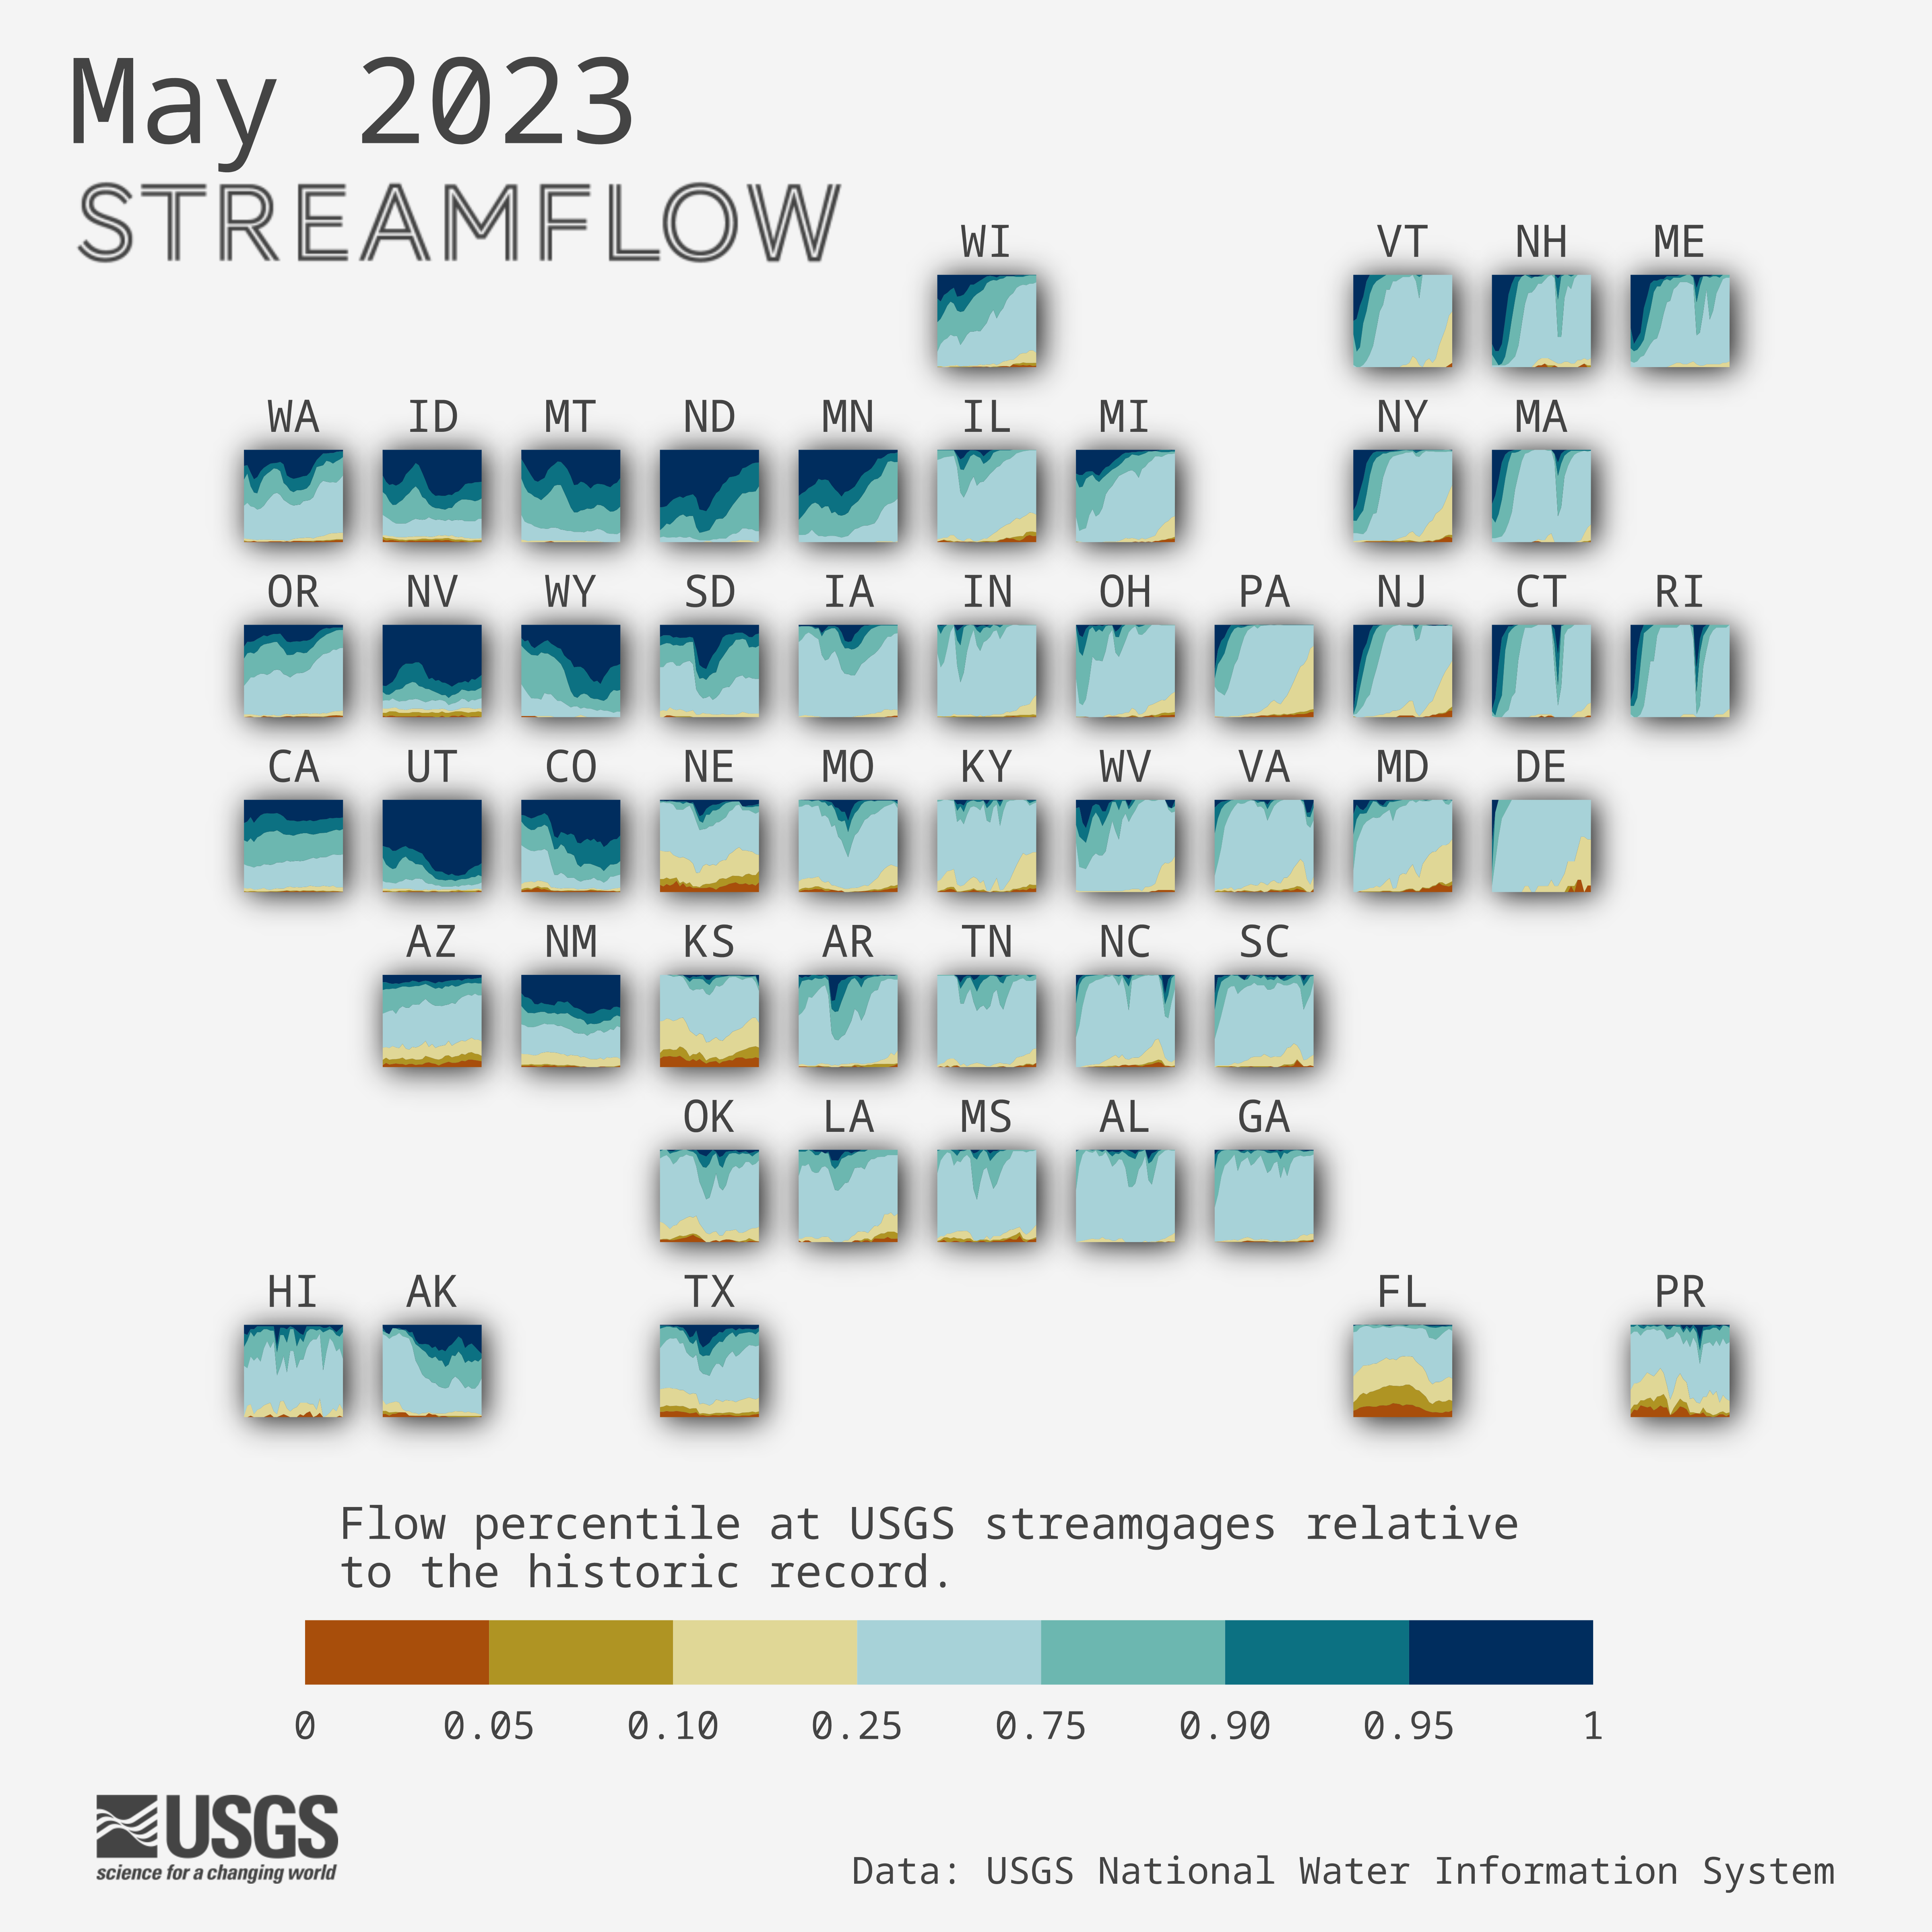 May 2023
STREAMFLOW
WI VT NH ME
WA ID MT ND MN IL MI NY MA
OR NV WY SD IA IN OH PA NJ CT RI
CA UT CO NE MO KY WV VA MD DE
AZ NM KS AR TN NC SC
OK LA MS AL GA
HI AK TX FL PR
Flow percentile at USGS streamgages relative
to the historic record.
0 0.05 0.10 0.25 0.75 0.90 0.95 1
USGS
science for a changing world
Data: USGS National Water Information System